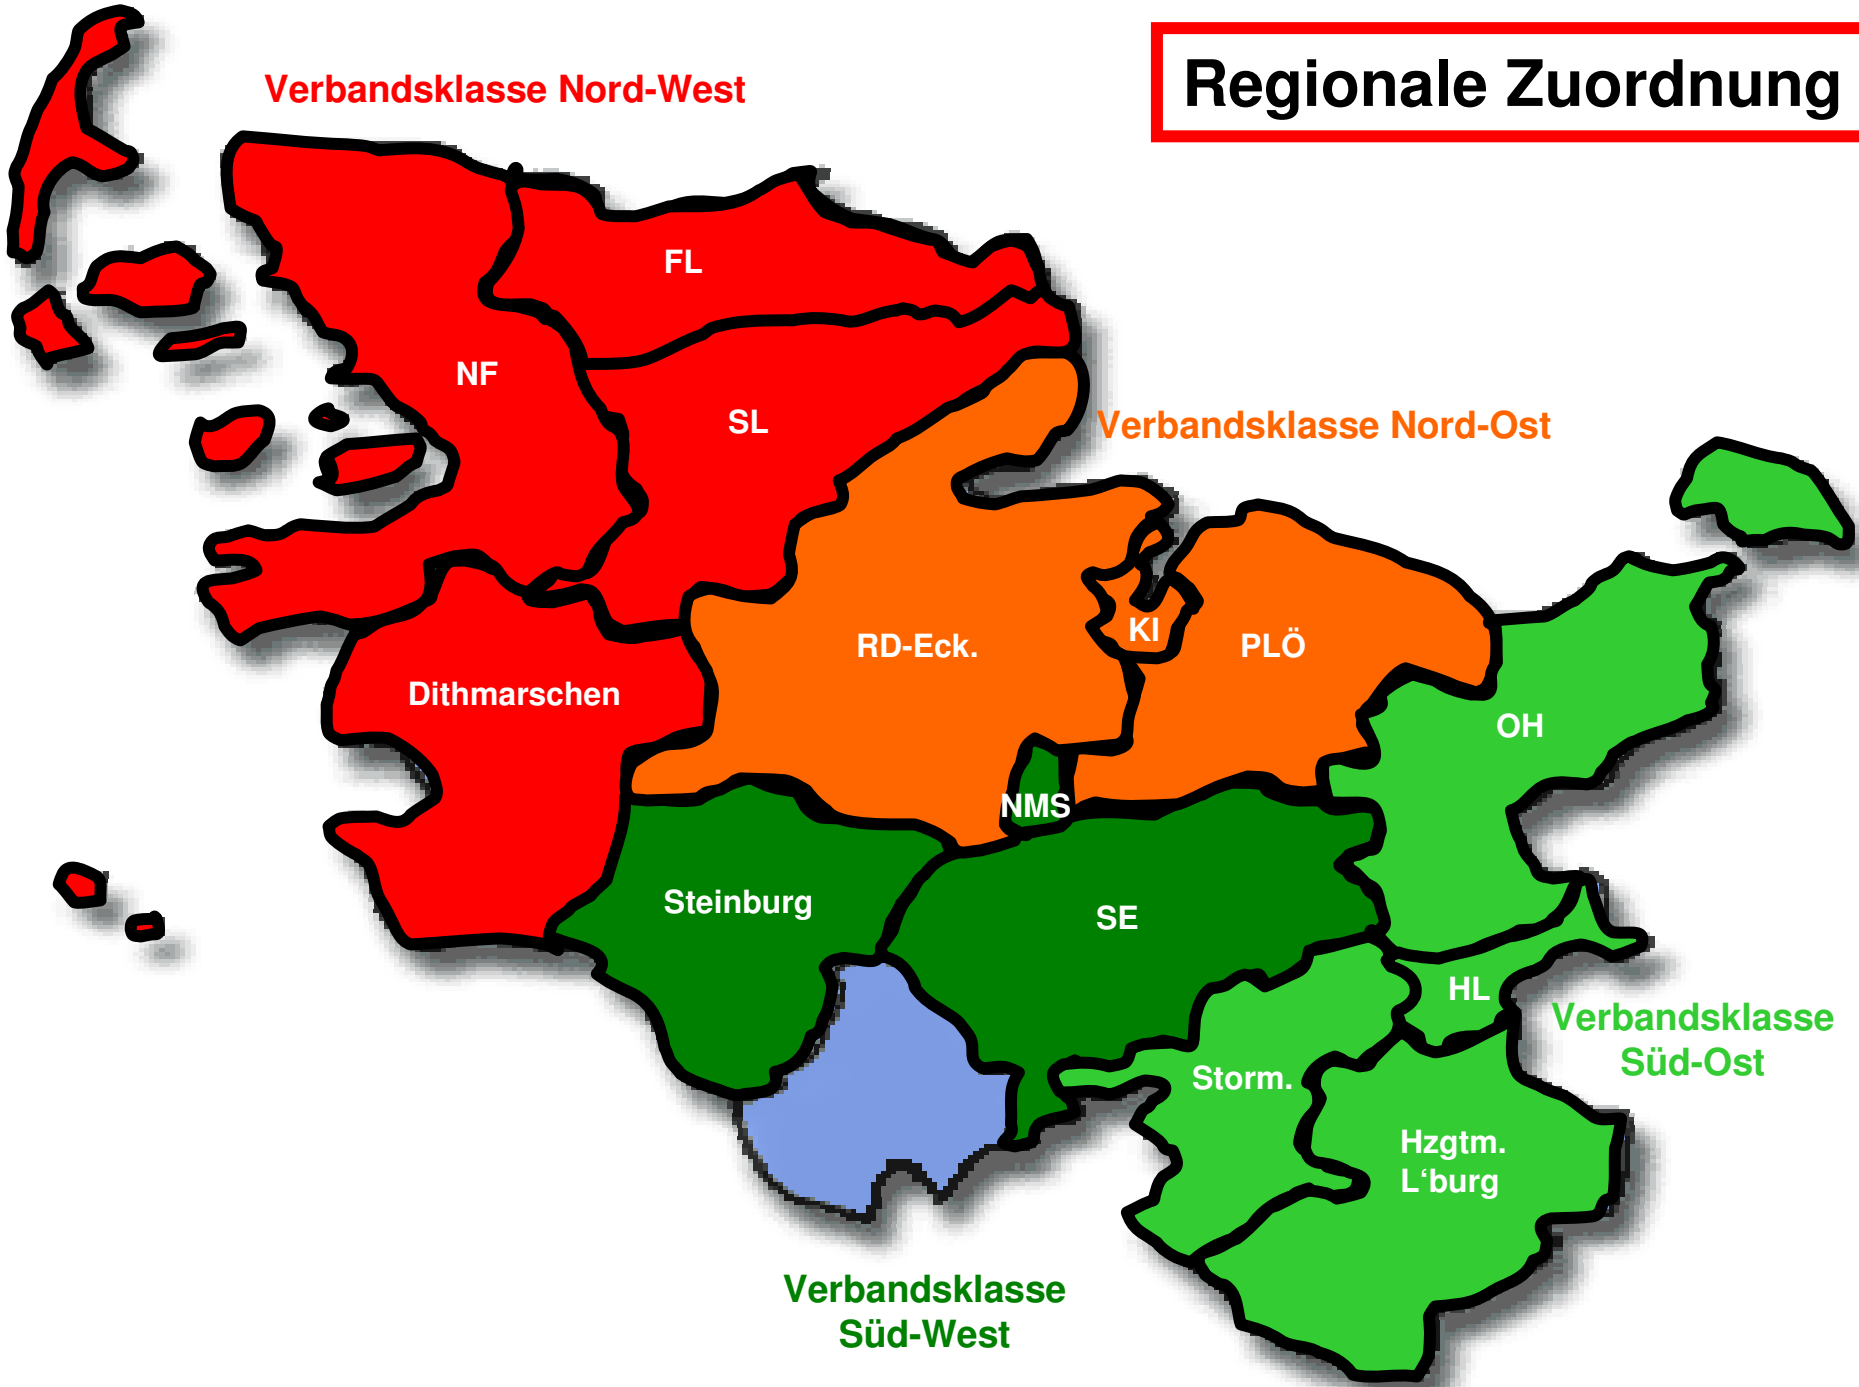 Regionale Zuordnung
Verbandsklasse Nord-West
FL
NF
SL
Verbandsklasse Nord-Ost
KI
RD-Eck.
PLÖ
Dithmarschen
OH
NMS
Steinburg
SE
HL
Verbandsklasse
Süd-Ost
Storm.
Hzgtm.
L‘burg
Verbandsklasse
Süd-West